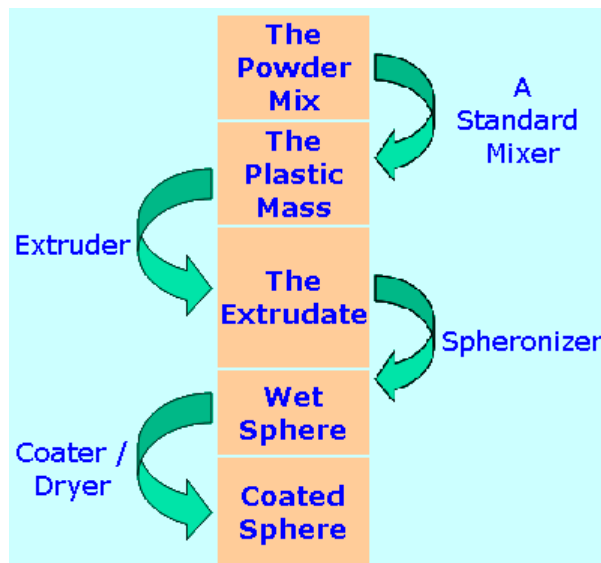 The
Powder
Mix
A
Standard
Mixer
The
Plastic
Mass
Extruder
The
Extrudate
Spheronizer
Wet
Sphere
Coater /
Dryer
Coated
Sphere